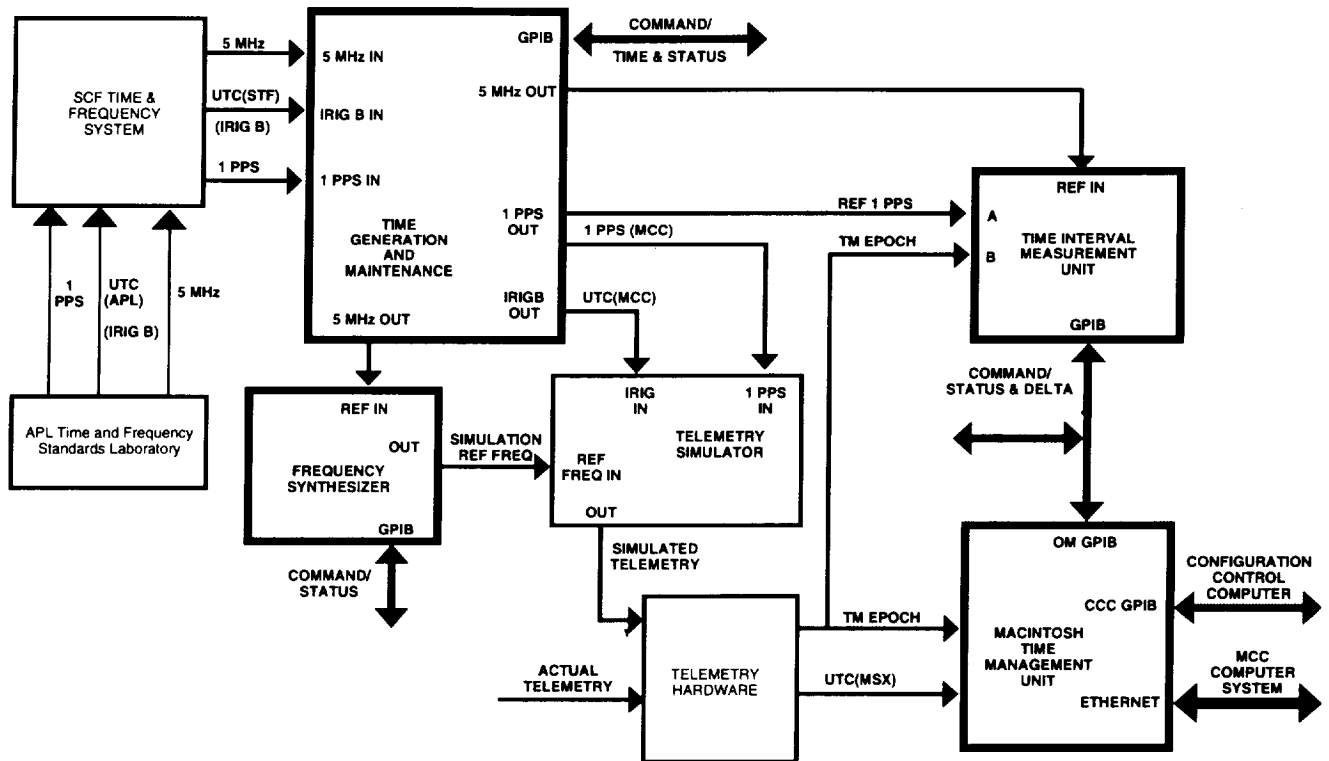 SCF TIME &
FREQUENCY
SYSTEM
5 MHz
UTC(STF)
(IRIG B)
1 PPS
5 MHz IN
IRIG B IN
1 PPS IN
GPIB
5 MHz OUT
1 PPS
OUT
TIME
GENERATION
AND
MAINTENANCE
IRIGB
OUT
5 MHz OUT
COMMAND/
TIME & STATUS
REF 1 PPS
1 PPS (MCC)
TM EPOCH
UTC(MCC)
REF IN
A
B
TIME INTERVAL
MEASUREMENT
UNIT
GPIB
1
PPS
UTC
(APL)
(IRIG B)
5 MHz
APL Time and Frequency
Standards Laboratory
REF IN
OUT
FREQUENCY
SYNTHESIZER
GPIB
COMMAND/
STATUS
SIMULATION
REF FREQ
IRIG
IN
1 PPS
IN
TELEMETRY
SIMULATOR
REF
FREQ IN
OUT
COMMAND/
STATUS & DELTA
SIMULATED
TELEMETRY
ACTUAL
TELEMETRY
TELEMETRY
HARDWARE
TM EPOCH
UTC(MSX)
OM GPIB
CCC GPIB
MACINTOSH
TIME
MANAGEMENT
UNIT
ETHERNET
CONFIGURATION
CONTROL
COMPUTER
MCC
COMPUTER
SYSTEM